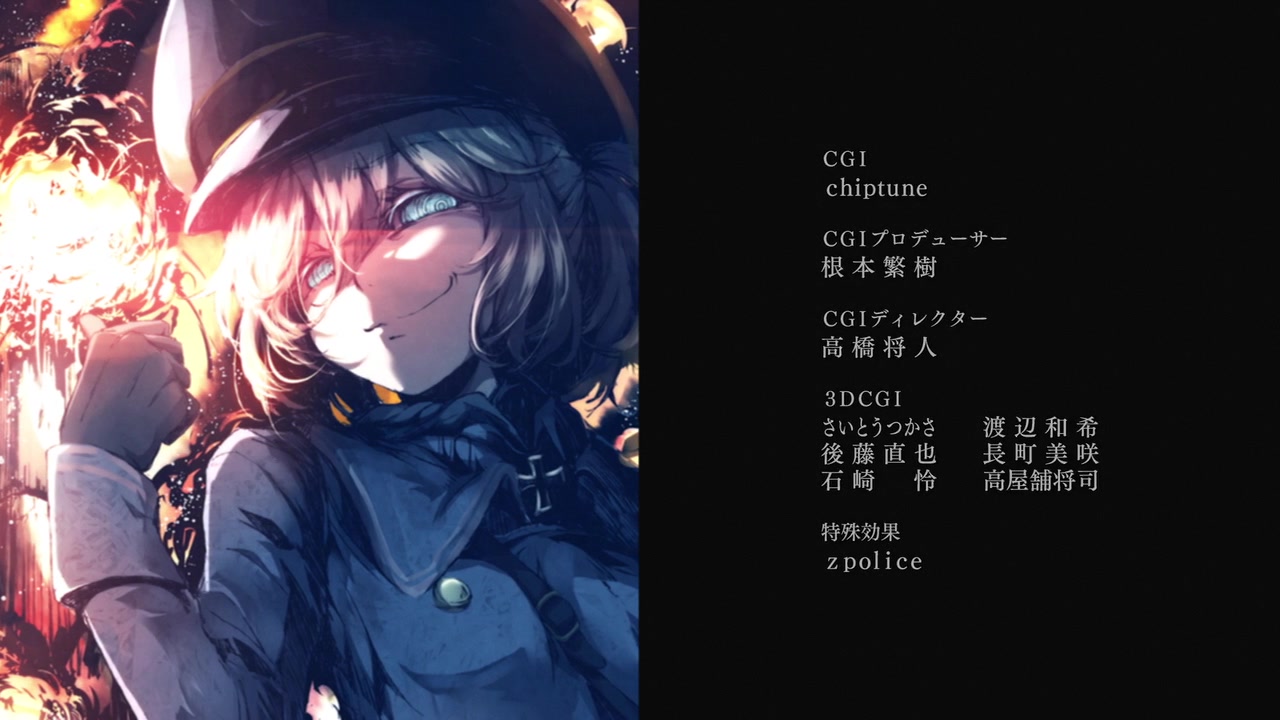 CGI
chiptune
CGIプロデューサー
根本繁樹
CGIディレクター
高橋将人
3DCGI
さいとうつかさ 渡辺和希
後藤直也 長町美咲
石崎 怜 高屋舗将司
特殊効果
zpolice